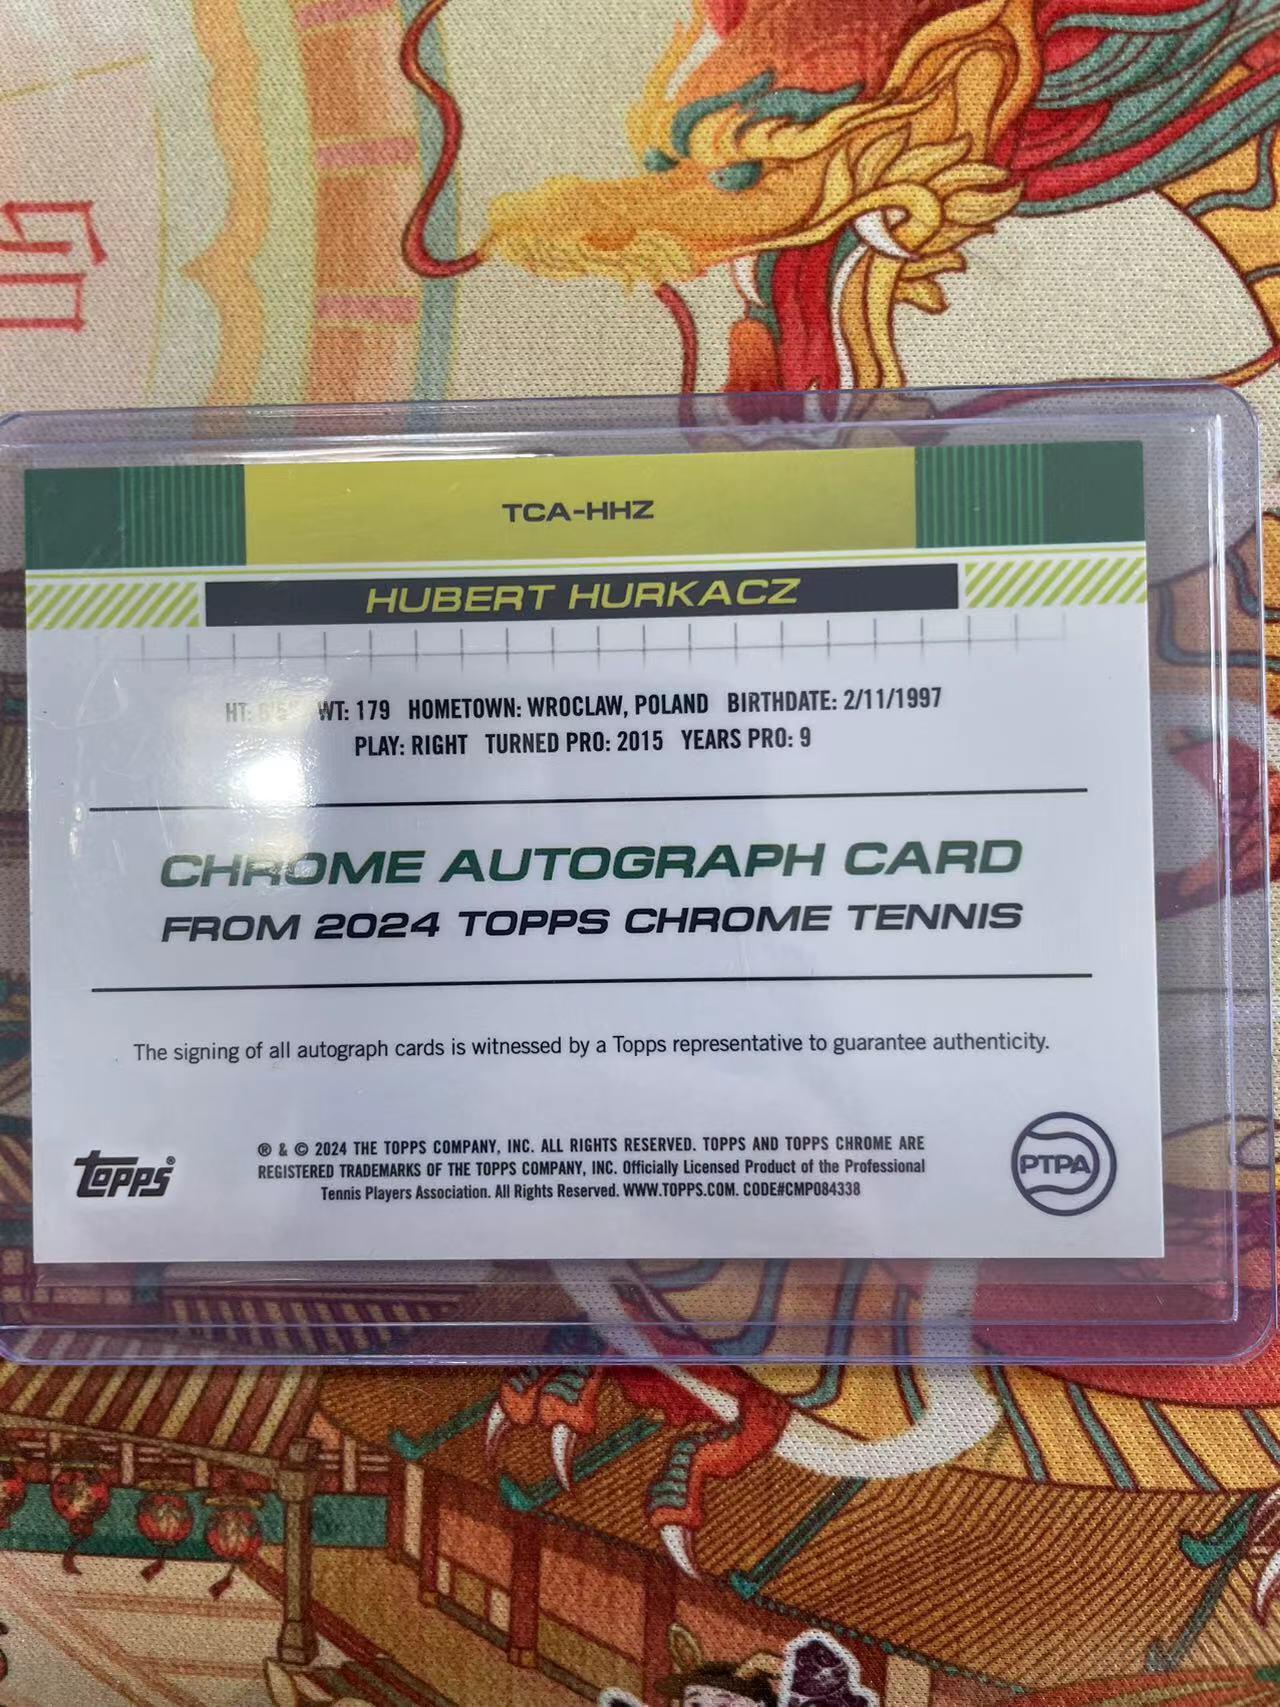 TCA-HHZ
HUBERT HURKACZ
HT: 6'5" WT: 179 HOMETOWN: WROCLAW, POLAND BIRTHDATE: 2/11/1997
PLAY: RIGHT TURNED PRO: 2015 YEARS PRO: 9
CHROME AUTOGRAPH CARD
FROM 2024 TOPPS CHROME TENNIS
The signing of all autograph cards is witnessed by a Topps representative to guarantee authenticity.
topps®
® & © 2024 THE TOPPS COMPANY, INC. ALL RIGHTS RESERVED. TOPPS AND TOPPS CHROME ARE
REGISTERED TRADEMARKS OF THE TOPPS COMPANY, INC. Officially Licensed Product of the Professional
Tennis Players Association. All Rights Reserved. WWW.TOPPS.COM. CODE#CMP084338
PTPA